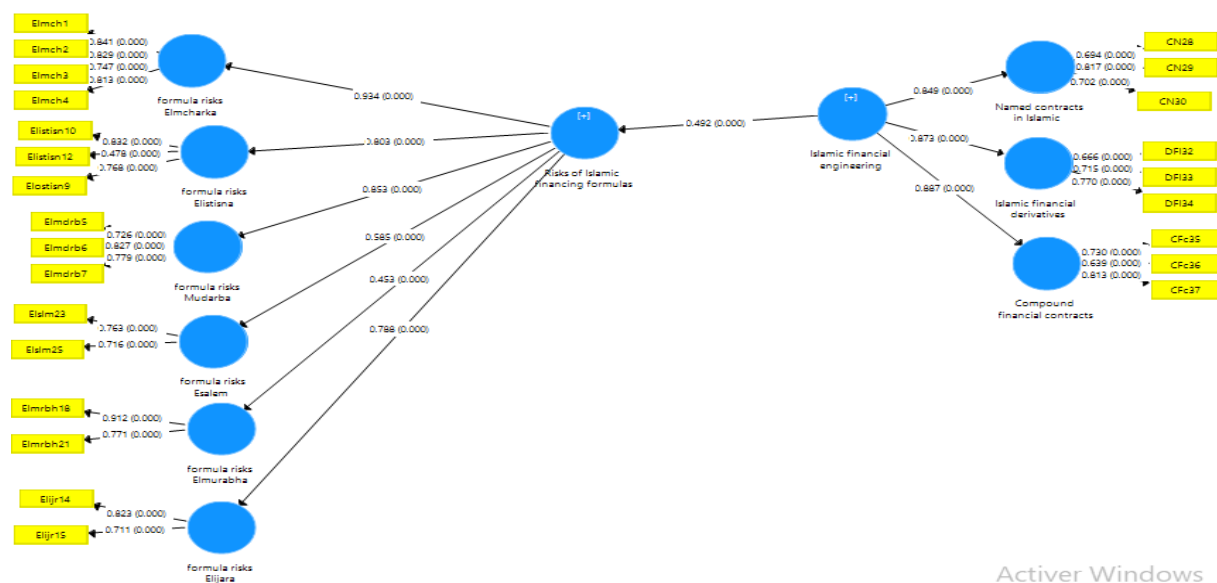 Elmch1
Elmch2
Elmch3
Elmch4
0.841 (0.000)
0.829 (0.000)
0.747 (0.000)
0.813 (0.000)
formula risks
Elmcharka
0.934 (0.000)
Elistisn10
Elistisn12
Elostisn9
0.832 (0.000)
0.478 (0.000)
0.768 (0.000)
formula risks
Elistisna
0.803 (0.000)
Elmdrb5
Elmdrb6
Elmdrb7
0.726 (0.000)
0.827 (0.000)
0.779 (0.000)
formula risks
Mudarba
0.853 (0.000)
Elslm23
Elslm25
0.763 (0.000)
0.716 (0.000)
formula risks
Esalem
0.585 (0.000)
Elmrbh18
Elmrbh21
0.912 (0.000)
0.771 (0.000)
formula risks
Elmurabha
0.453 (0.000)
Elijr14
Elijr15
0.823 (0.000)
0.711 (0.000)
formula risks
Elijara
0.788 (0.000)
[+]
Risks of Islamic
financing formulas
0.492 (0.000)
[+]
Islamic financial
engineering
0.849 (0.000)
0.873 (0.000)
0.887 (0.000)
Named contracts
in Islamic
0.694 (0.000)
0.817 (0.000)
0.702 (0.000)
CN28
CN29
CN30
Islamic financial
derivatives
0.666 (0.000)
0.715 (0.000)
0.770 (0.000)
DFI32
DFI33
DFI34
Compound
financial contracts
0.730 (0.000)
0.639 (0.000)
0.813 (0.000)
CFc35
CFc36
CFc37
Activer Windows